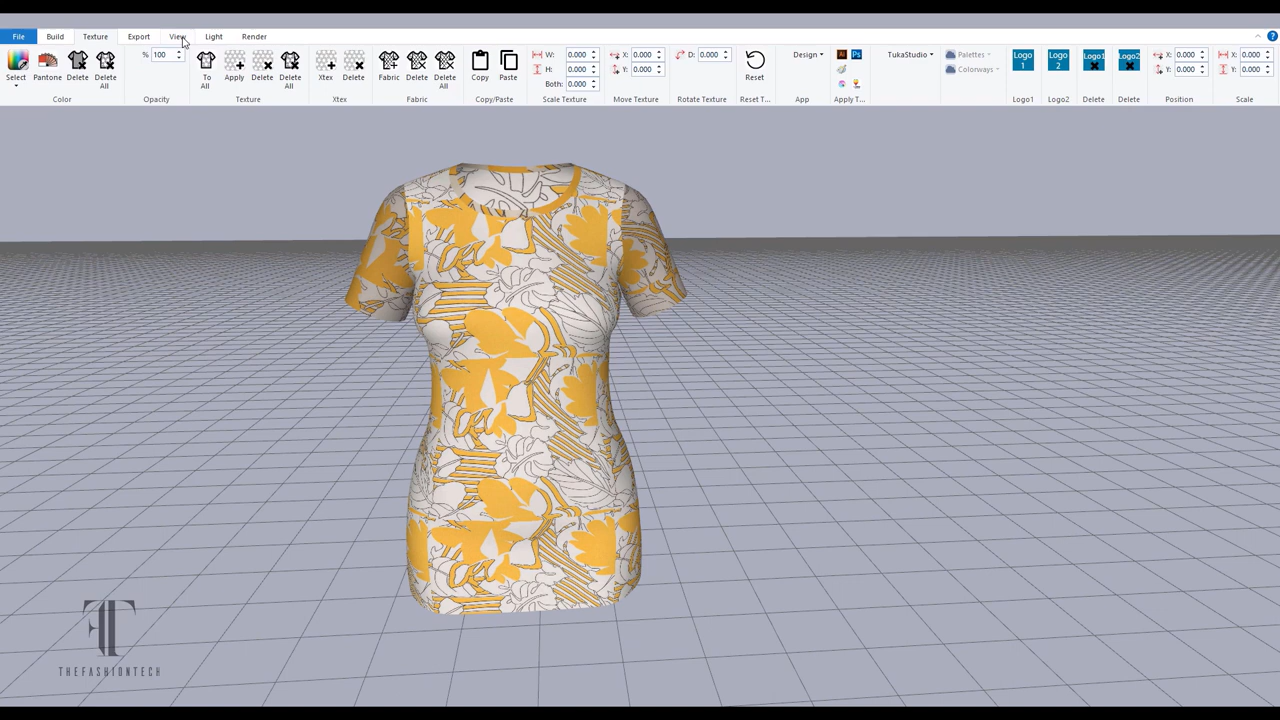 File Build Texture Export View Light Render
% 100 W: 0.000 X: 0.000 D: 0.000 Design TukaStudio Palettes Logo 1 Logo 2 Logo1 Logo2 X: 0.000 X: 0.000
Select Pantone Delete Delete All To All Apply Delete Delete All Xtex Delete Fabric Delete Delete All Copy Paste H: 0.000 Y: 0.000 Reset Ai Ps Colorways Y: 0.000 Y: 0.000
Both: 0.000
Color Opacity Texture Xtex Fabric Copy/Paste Scale Texture Move Texture Rotate Texture Reset T... App Apply T... Logo1 Logo2 Delete Delete Position Scale
THEFASHIONTECH